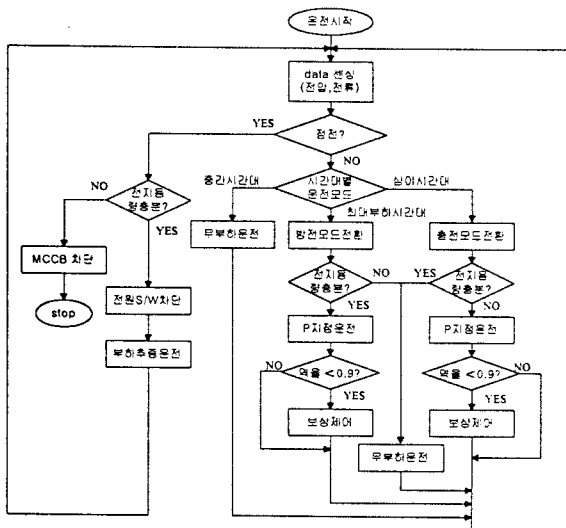 운전시작
data 센싱
(전압,전류)
정전?
YES
NO
시간대별
운전모드
중간시간대
심야시간대
최대부하시간대
전지용
량충분?
NO
YES
MCCB 차단
stop
전원S/W차단
부하추종운전
무부하운전
방전모드전환
충전모드전환
전지용
량충분?
NO
YES
전지용
량충분?
YES
NO
P지정운전
P지정운전
역율 <0.9?
NO
YES
역율 <0.9?
NO
YES
보상제어
무부하운전
보상제어